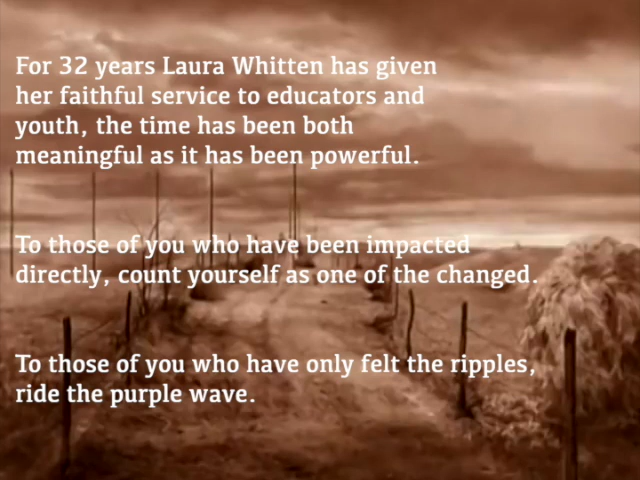 For 32 years Laura Whitten has given
her faithful service to educators and
youth, the time has been both
meaningful as it has been powerful.
To those of you who have been impacted
directly, count yourself as one of the changed.
To those of you who have only felt the ripples,
ride the purple wave.